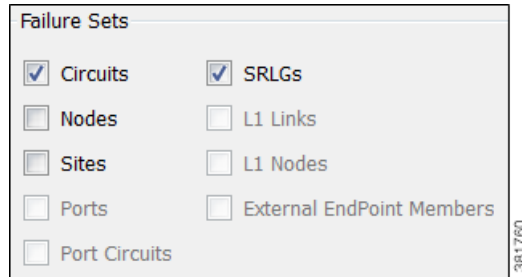 Failure Sets
Circuits SRLGs
Nodes L1 Links
Sites L1 Nodes
Ports External EndPoint Members
Port Circuits
381760